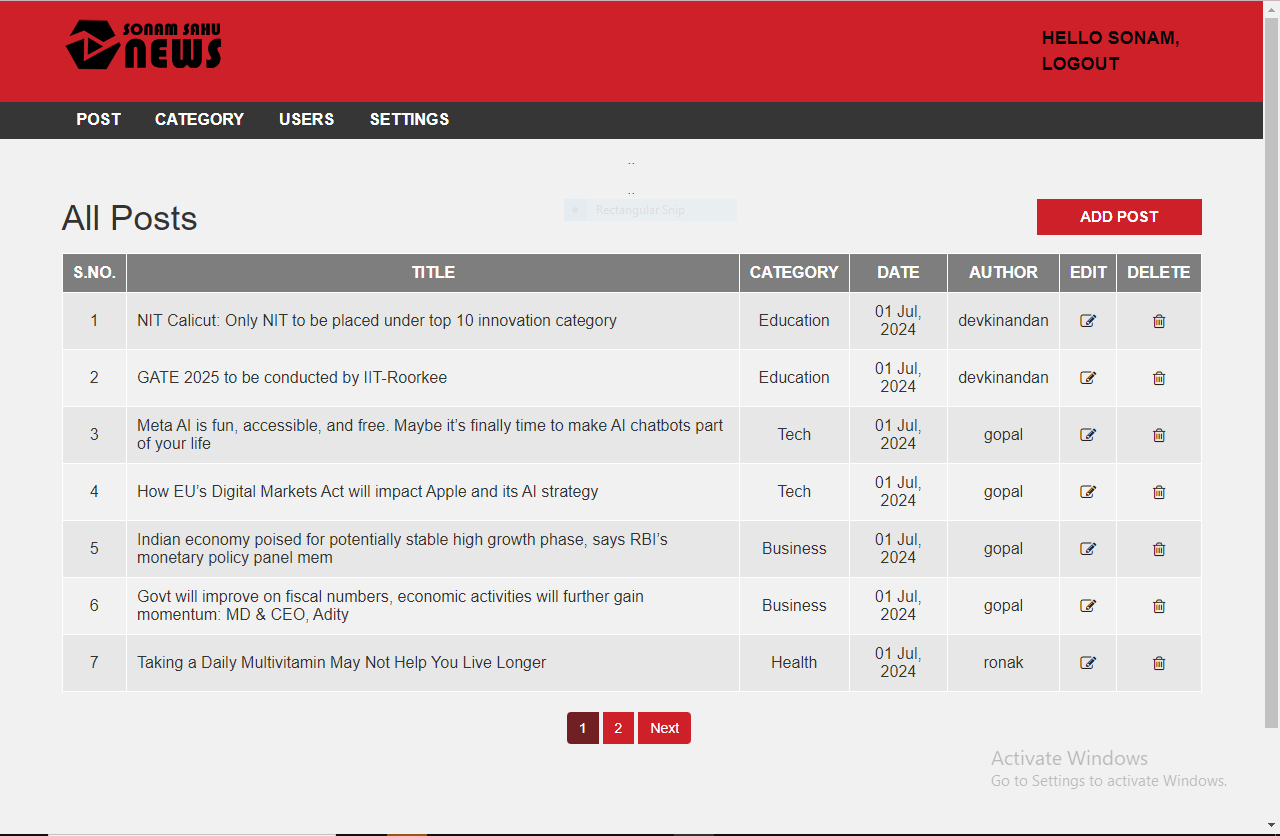 SONAM SAHU
NEWS
HELLO SONAM,
LOGOUT
POST CATEGORY USERS SETTINGS
..
..
Rectangular Snip
All Posts
ADD POST
S.NO. TITLE CATEGORY DATE AUTHOR EDIT DELETE
1 NIT Calicut: Only NIT to be placed under top 10 innovation category Education 01 Jul,
2024 devkinandan
2 GATE 2025 to be conducted by IIT-Roorkee Education 01 Jul,
2024 devkinandan
3 Meta AI is fun, accessible, and free. Maybe it’s finally time to make AI chatbots part
of your life Tech 01 Jul,
2024 gopal
4 How EU’s Digital Markets Act will impact Apple and its AI strategy Tech 01 Jul,
2024 gopal
5 Indian economy poised for potentially stable high growth phase, says RBI’s
monetary policy panel mem Business 01 Jul,
2024 gopal
6 Govt will improve on fiscal numbers, economic activities will further gain
momentum: MD & CEO, Adity Business 01 Jul,
2024 gopal
7 Taking a Daily Multivitamin May Not Help You Live Longer Health 01 Jul,
2024 ronak
1 2 Next
Activate Windows
Go to Settings to activate Windows.